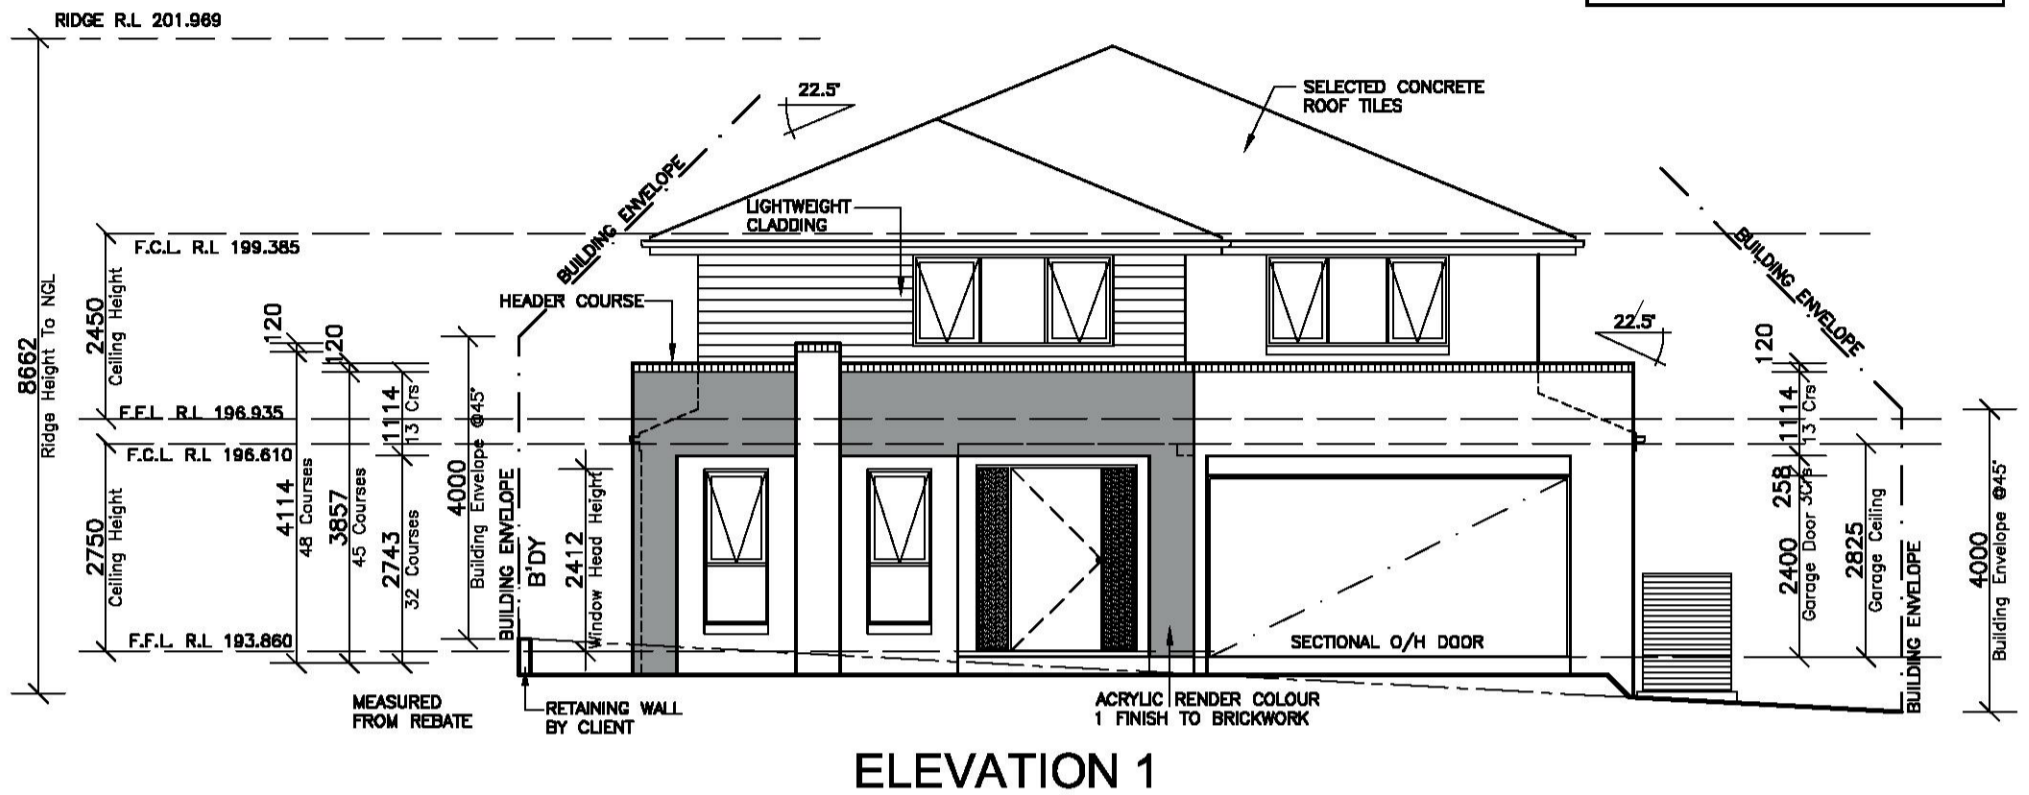 RIDGE R.L 201.969
22.5°
SELECTED CONCRETE
ROOF TILES
BUILDING ENVELOPE
LIGHTWEIGHT
CLADDING
BUILDING ENVELOPE
F.C.L. R.L 199.385
HEADER COURSE
22.5°
8662
Ridge Height To NGL
2450
Ceiling Height
120
120
F.F.L R.L 196.935
F.C.L. R.L 196.610
2750
Ceiling Height
4114
48 Courses
3857
45 Courses
1114
13 Crs
2743
32 Courses
4000
Building Envelope @45°
BUILDING ENVELOPE
B'DY
2412
Window Head Height
F.F.L. R.L 193.860
SECTIONAL O/H DOOR
120
1114
13 Crs
258
3Crs
2400
Garage Door
2825
Garage Ceiling
BUILDING ENVELOPE
4000
Building Envelope @45°
MEASURED
FROM REBATE
RETAINING WALL
BY CLIENT
ACRYLIC RENDER COLOUR
1 FINISH TO BRICKWORK
ELEVATION 1